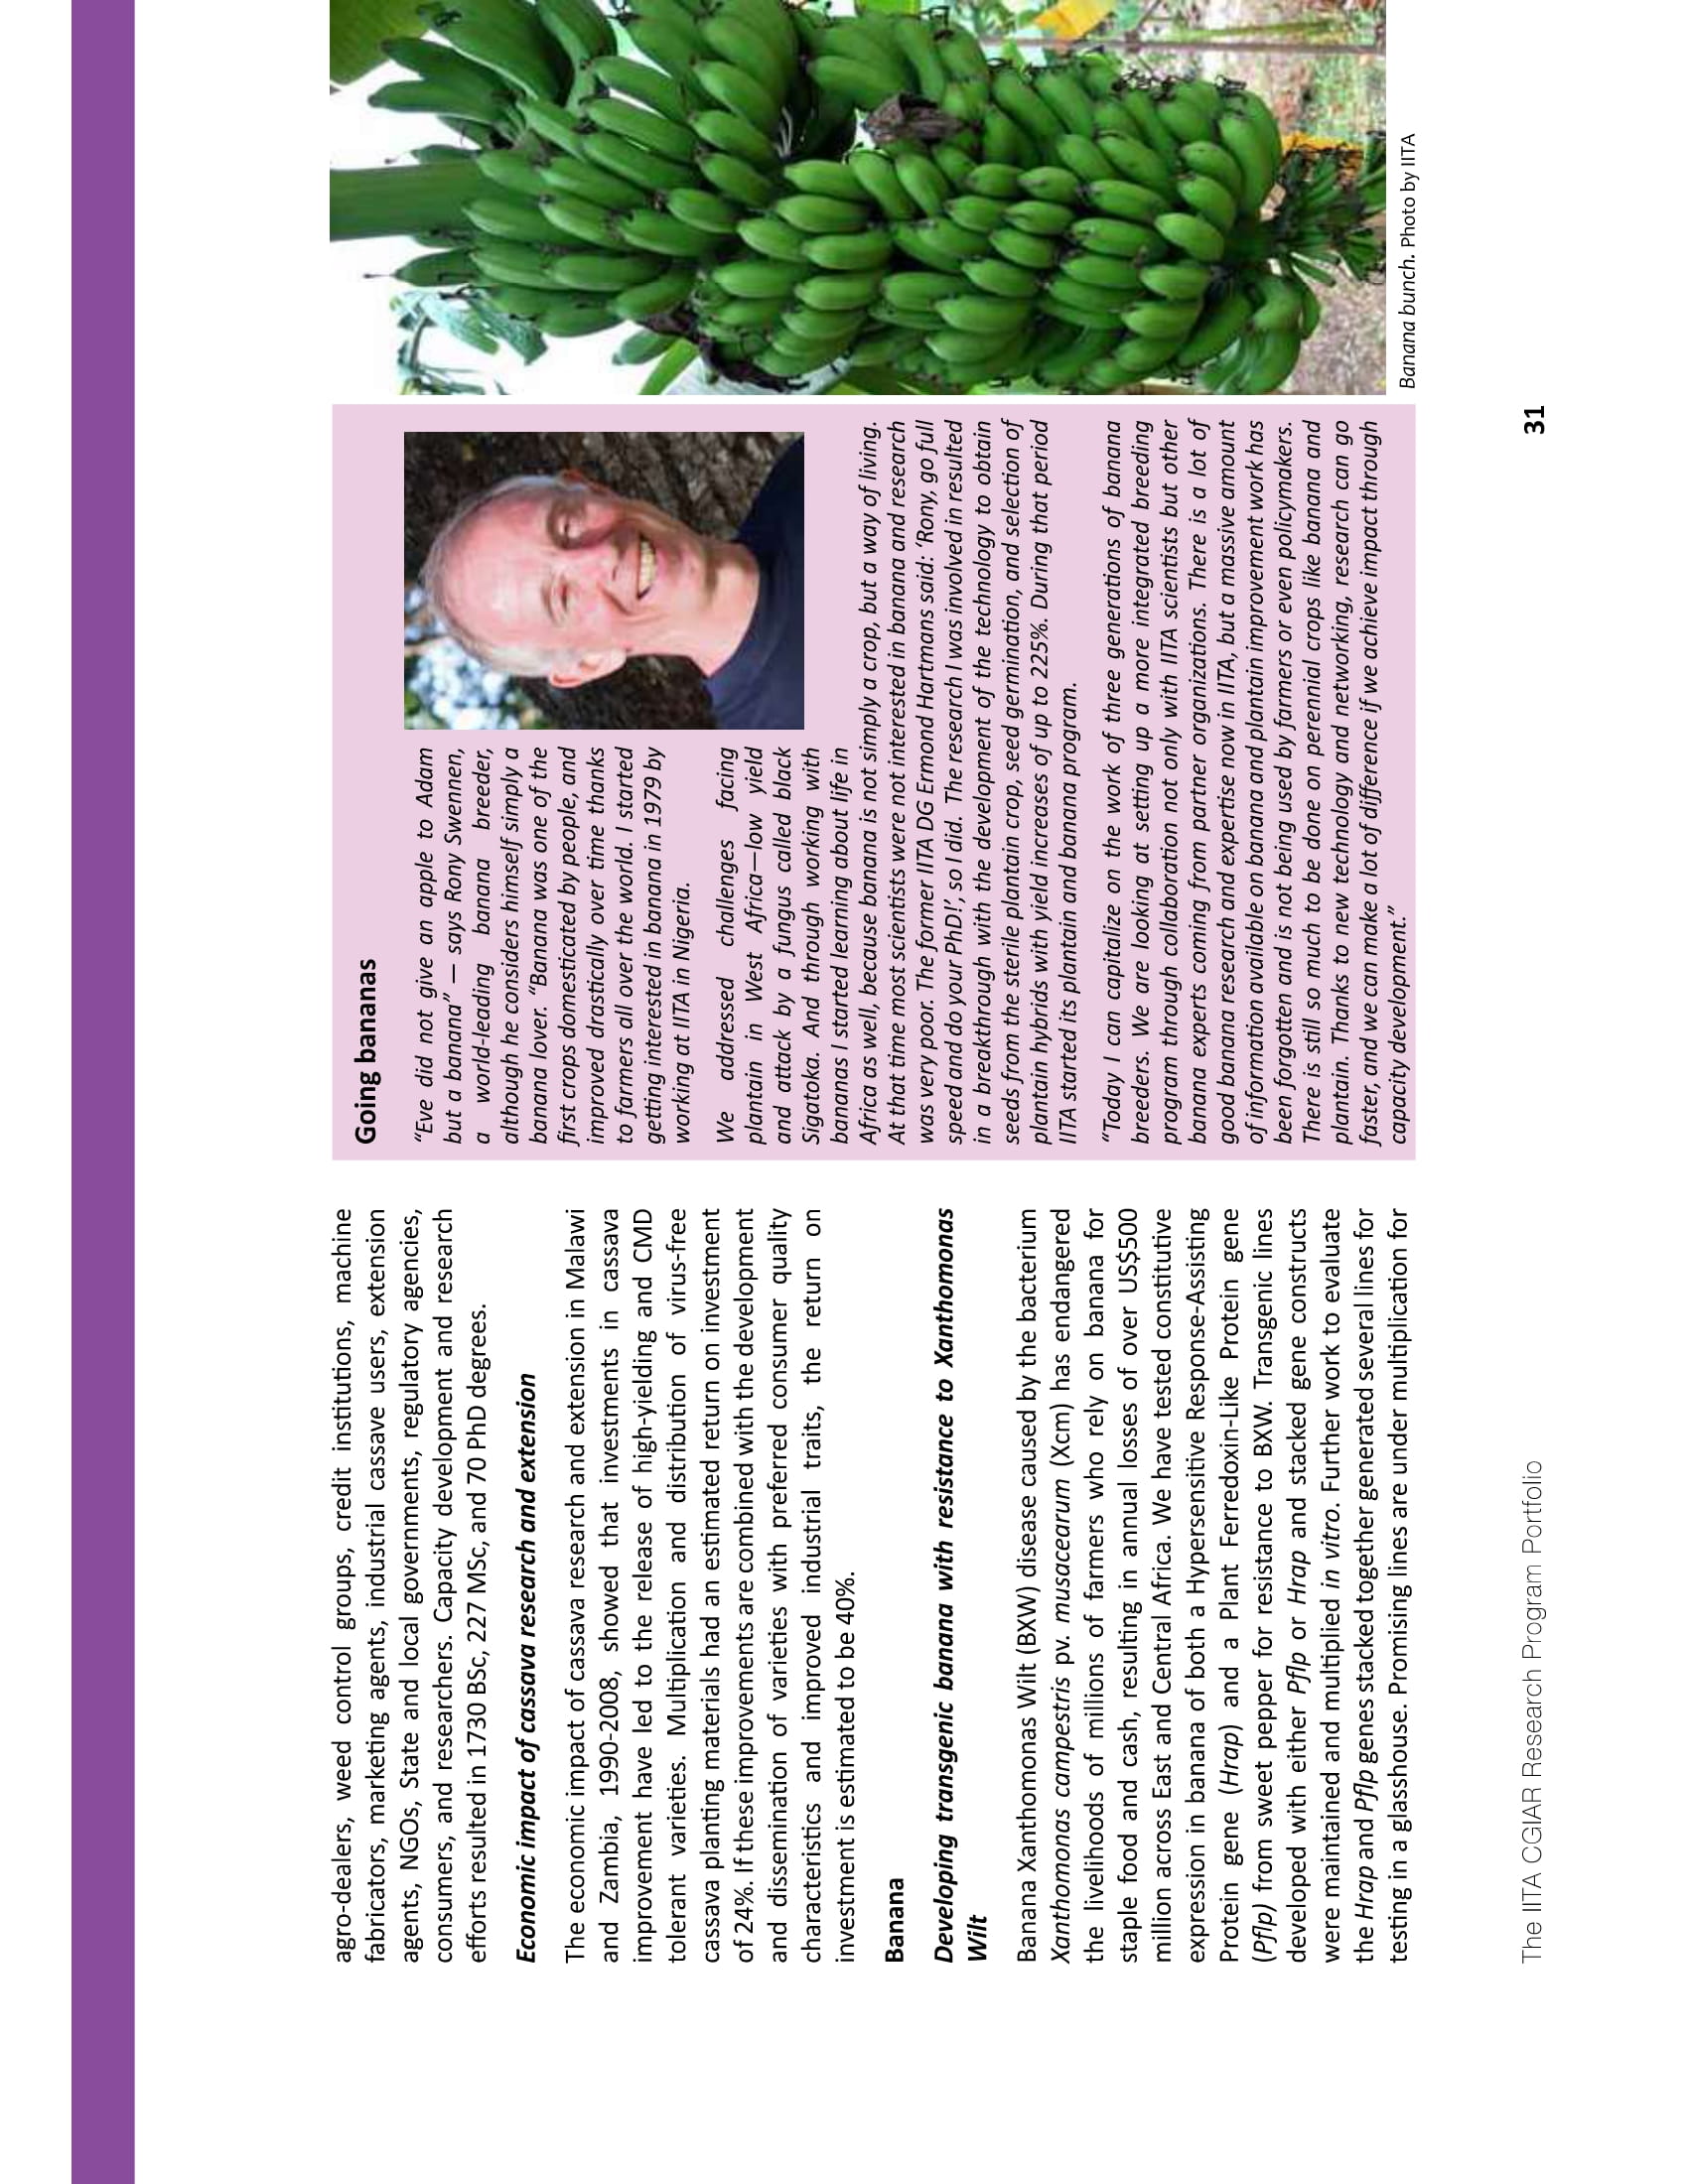 agro-dealers, weed control groups, credit institutions, machine
fabricators, marketing agents, industrial cassave users, extension
agents, NGOs, State and local governments, regulatory agencies,
consumers, and researchers. Capacity development and research
efforts resulted in 1730 BSc, 227 MSc, and 70 PhD degrees.
Economic impact of cassava research and extension
The economic impact of cassava research and extension in Malawi
and Zambia, 1990-2008, showed that investments in cassava
improvement have led to the release of high-yielding and CMD
tolerant varieties. Multiplication and distribution of virus-free
cassava planting materials had an estimated return on investment
of 24%. If these improvements are combined with the development
and dissemination of varieties with preferred consumer quality
characteristics and improved industrial traits, the return on
investment is estimated to be 40%.
Banana
Developing transgenic banana with resistance to Xanthomonas
Wilt
Banana Xanthomonas Wilt (BXW) disease caused by the bacterium
Xanthomonas campestris pv. musacearum (Xcm) has endangered
the livelihoods of millions of farmers who rely on banana for
staple food and cash, resulting in annual losses of over US$500
million across East and Central Africa. We have tested constitutive
expression in banana of both a Hypersensitive Response-Assisting
Protein gene (Hrap) and a Plant Ferredoxin-Like Protein gene
(Pflp) from sweet pepper for resistance to BXW. Transgenic lines
developed with either Pflp or Hrap and stacked gene constructs
were maintained and multiplied in vitro. Further work to evaluate
the Hrap and Pflp genes stacked together generated several lines for
testing in a glasshouse. Promising lines are under multiplication for
Going bananas
“Eve did not give an apple to Adam
but a banana” — says Rony Swennen,
a world-leading banana breeder,
although he considers himself simply a
banana lover. “Banana was one of the
first crops domesticated by people, and
improved drastically over time thanks
to farmers all over the world. I started
getting interested in banana in 1979 by
working at IITA in Nigeria.
We addressed challenges facing
plantain in West Africa—low yield
and attack by a fungus called black
Sigatoka. And through working with
bananas I started learning about life in
Africa as well, because banana is not simply a crop, but a way of living.
At that time most scientists were not interested in banana and research
was very poor. The former IITA DG Ermond Hartmans said: ‘Rony, go full
speed and do your PhD!’, so I did. The research I was involved in resulted
in a breakthrough with the development of the technology to obtain
seeds from the sterile plantain crop, seed germination, and selection of
plantain hybrids with yield increases of up to 225%. During that period
IITA started its plantain and banana program.
“Today I can capitalize on the work of three generations of banana
breeders. We are looking at setting up a more integrated breeding
program through collaboration not only with IITA scientists but other
banana experts coming from partner organizations. There is a lot of
good banana research and expertise now in IITA, but a massive amount
of information available on banana and plantain improvement work has
been forgotten and is not being used by farmers or even policymakers.
There is still so much to be done on perennial crops like banana and
plantain. Thanks to new technology and networking, research can go
faster, and we can make a lot of difference if we achieve impact through
capacity development.”
Banana bunch. Photo by IITA
The IITA CGIAR Research Program Portfolio
31